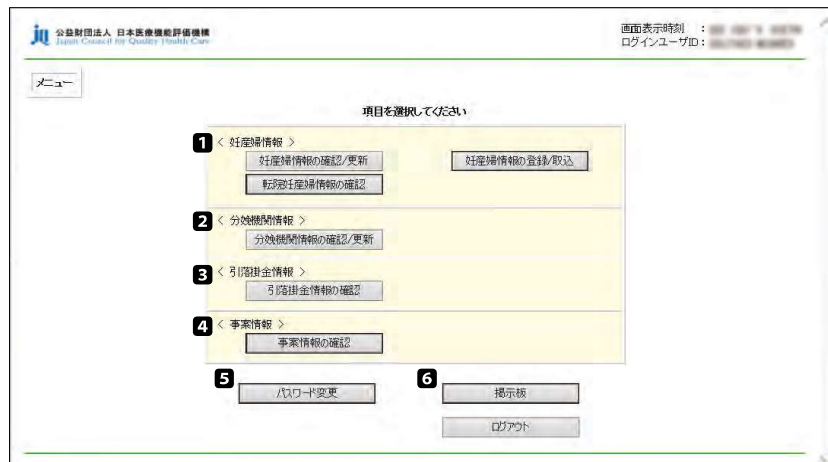 公益財団法人 日本医療機能評価機構
Japan Council for Quality Health Care
画面表示時刻 :
ログインユーザID :
メニュー
項目を選択してください
1 < 妊産婦情報 >
妊産婦情報の確認/更新 妊産婦情報の登録/取込
転院妊産婦情報の確認
2 < 分娩機関情報 >
分娩機関情報の確認/更新
3 < 引落掛金情報 >
引落掛金情報の確認
4 < 事案情報 >
事案情報の確認
5 パスワード変更 6 掲示板
ログアウト